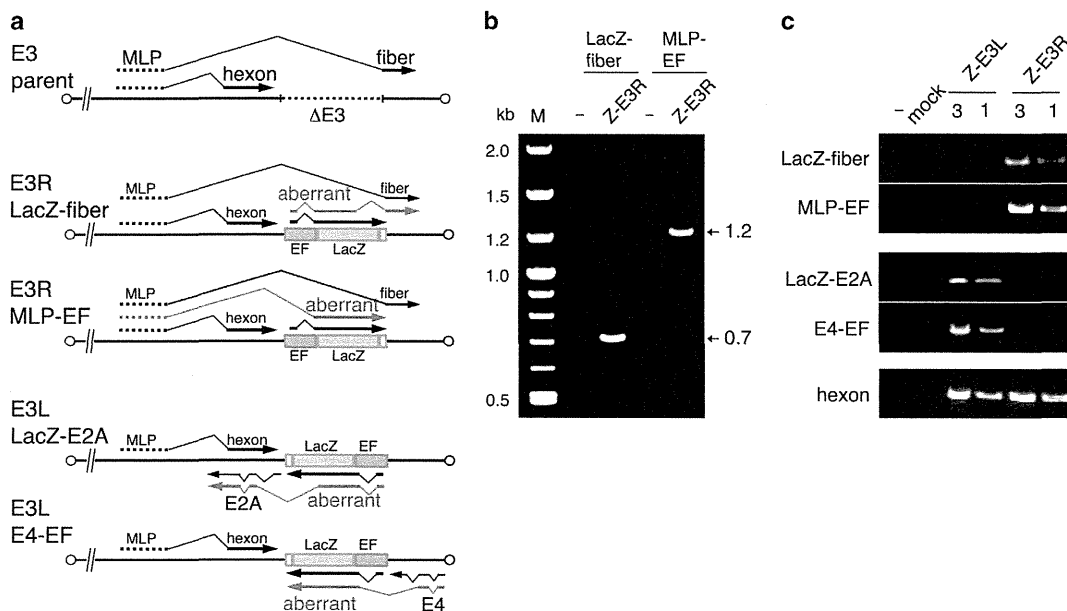 a
E3
parent
MLP
fiber
hexon
ΔE3
E3R
LacZ-fiber
MLP
aberrant
fiber
hexon
EF
LacZ
E3R
MLP-EF
MLP
aberrant
fiber
hexon
EF
LacZ
E3L
LacZ-E2A
MLP
hexon
LacZ
EF
E2A
aberrant
E3L
E4-EF
MLP
hexon
LacZ
EF
aberrant
E4
b
LacZ-
fiber
MLP-
EF
kb
M
–
Z-E3R
–
Z-E3R
2.0
1.5
1.2
1.0
0.5
← 1.2
← 0.7
c
Z-E3L
Z-E3R
–
mock
3
1
3
1
LacZ-fiber
MLP-EF
LacZ-E2A
E4-EF
hexon